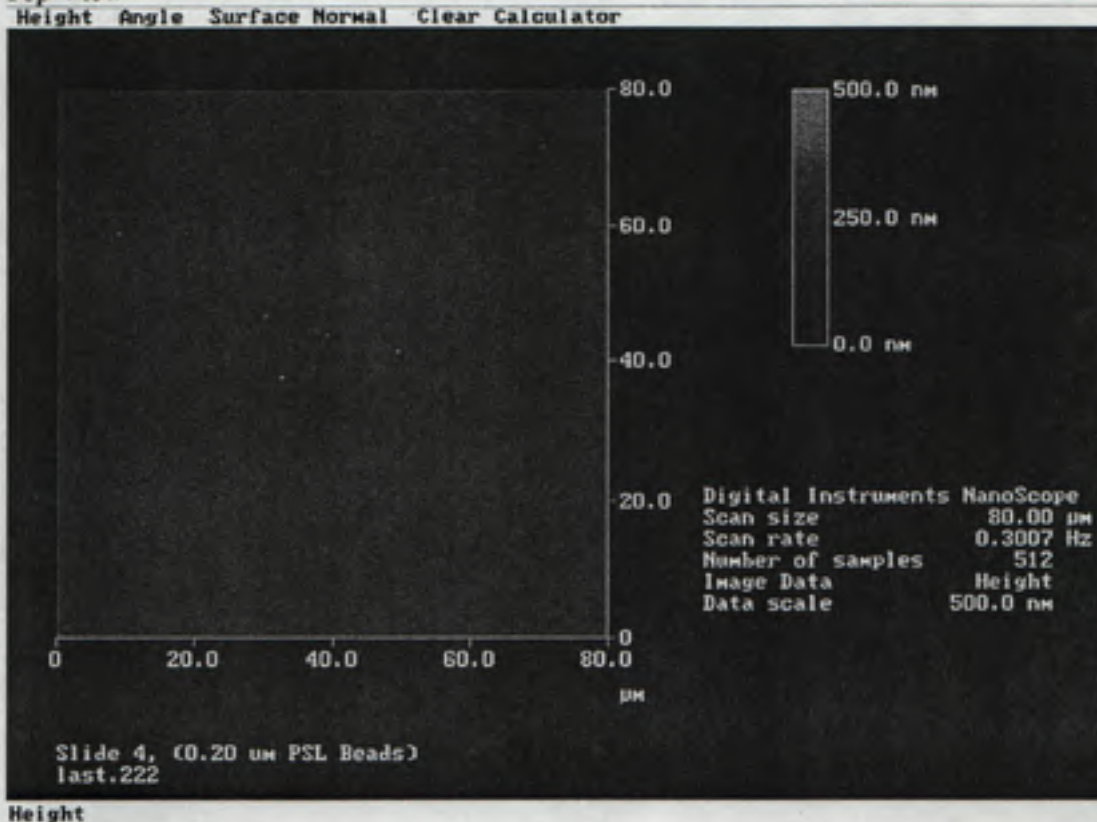 Height Angle Surface Normal Clear Calculator
80.0
60.0
40.0
20.0
0
0 20.0 40.0 60.0 80.0
µm
500.0 nm
250.0 nm
0.0 nm
Digital Instruments NanoScope
Scan size 80.00 µm
Scan rate 0.3007 Hz
Number of samples 512
Image Data Height
Data scale 500.0 nm
Slide 4, (0.20 um PSL Beads)
last.222
Height